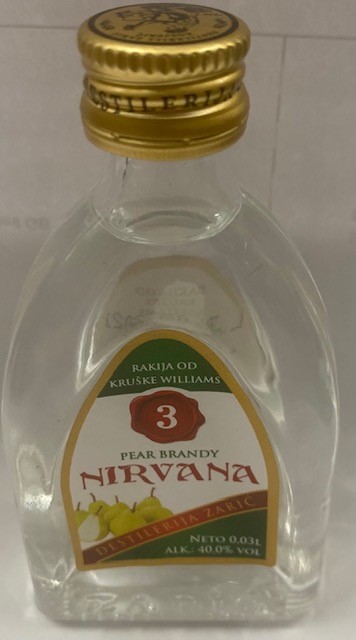 DESTILERIJA
RAKIJA OD
KRUŠKE WILLIAMS
3
PEAR BRANDY
NIRVANA
DESTILERIJA ZARIĆ
NETO 0.03L
ALK.: 40.0% VOL